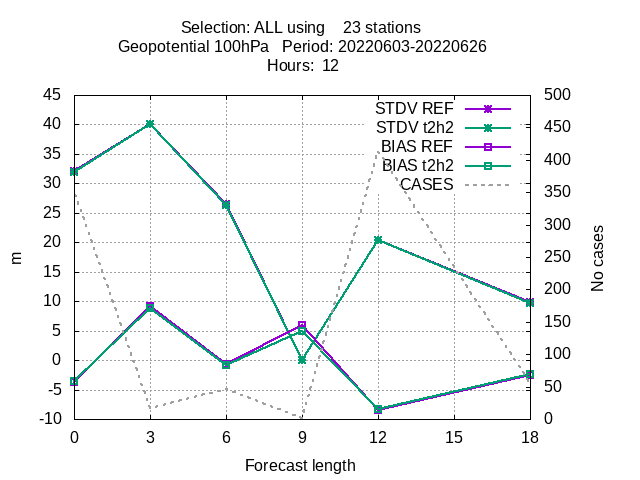 Selection: ALL using    23 stations
Geopotential 100hPa   Period: 20220603-20220626
Hours:  12
45
40
35
30
25
20
15
10
5
0
-5
-10
m
STDV REF
STDV t2h2
BIAS REF
BIAS t2h2
CASES
500
450
400
350
300
250
200
150
100
50
0
No cases
0 3 6 9 12 15 18
Forecast length